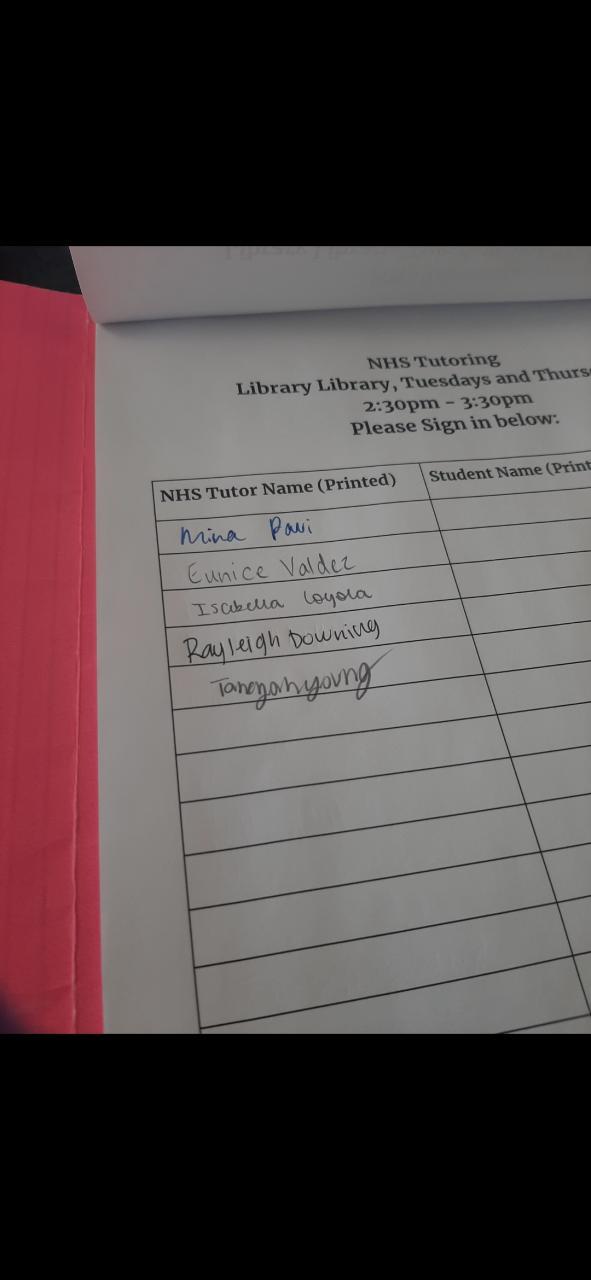 NHS Tutoring
Library Library, Tuesdays and Thurs
2:30pm – 3:30pm
Please Sign in below:
NHS Tutor Name (Printed) Student Name (Print
Mina
Eunice Valdez
Isabella Loyola
Rayleigh Downing
young